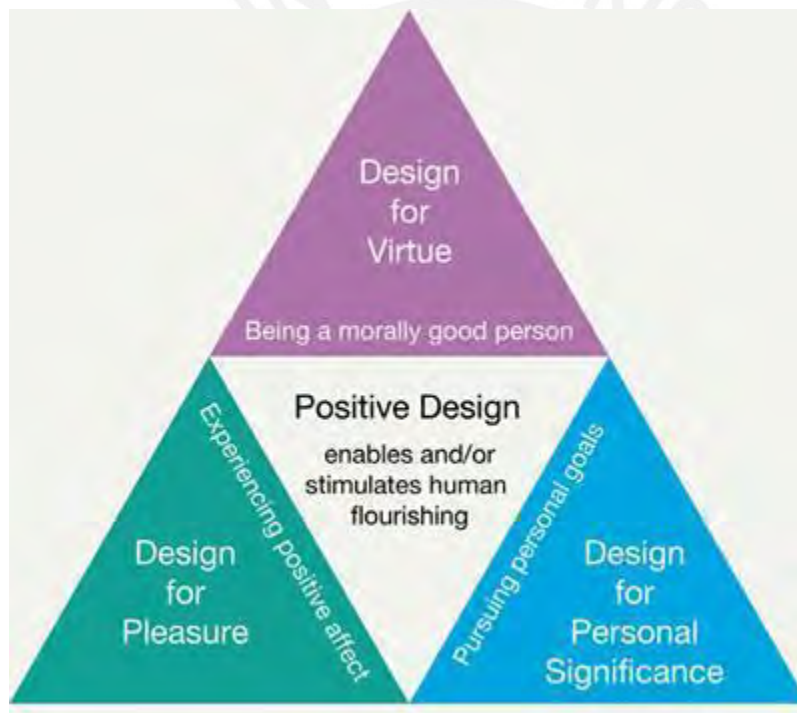 Design
for
Virtue
Being a morally good person
Positive Design
enables and/or
stimulates human
flourishing
Experiencing positive affect
Pursuing personal goals
Design
for
Pleasure
Design
for
Personal
Significance